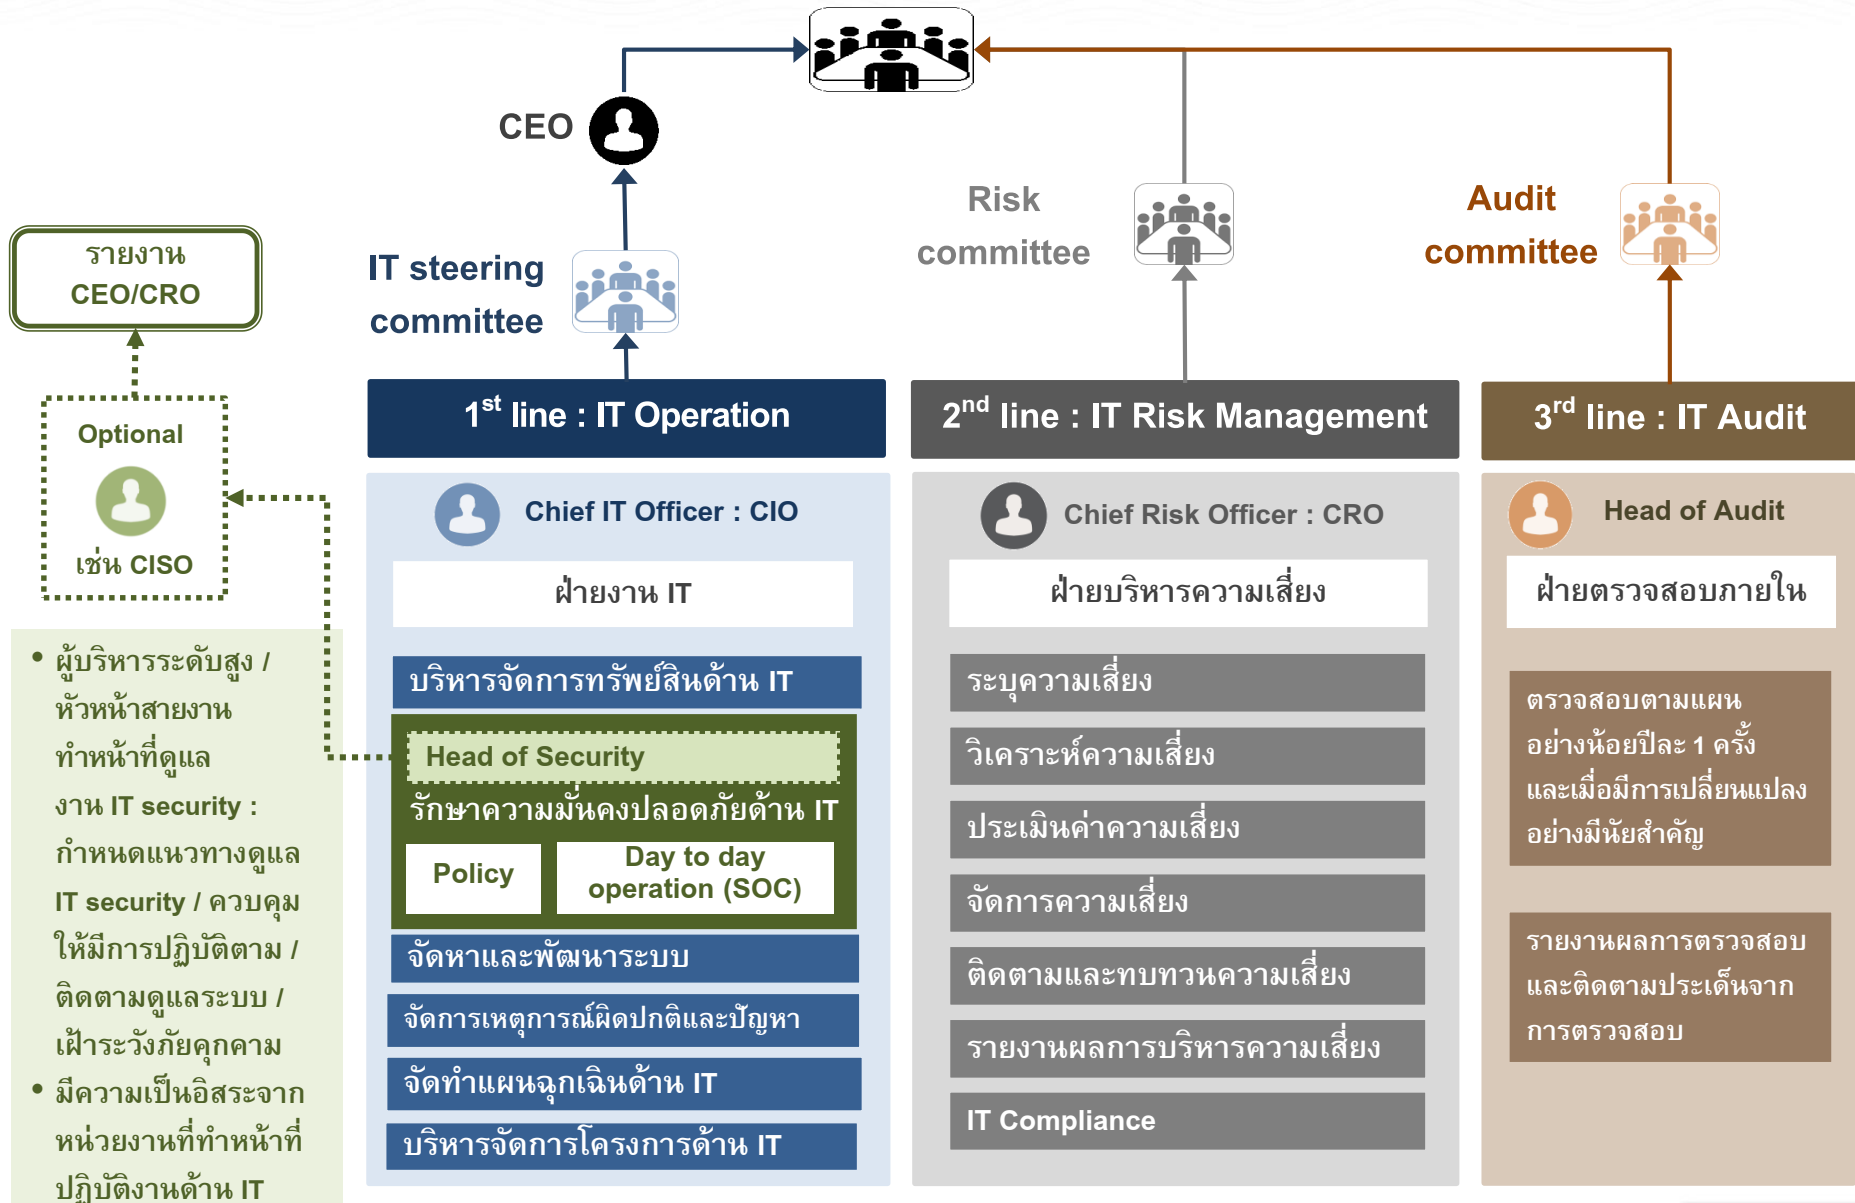 CEO
Risk
committee
Audit
committee
IT steering
committee
รายงาน
CEO/CRO
Optional
เช่น CISO
• ผู้บริหารระดับสูง /
หัวหน้าสายงาน
ทำหน้าที่ดูแล
งาน IT security :
กำหนดแนวทางดูแล
IT security / ควบคุม
ให้มีการปฏิบัติตาม /
ติดตามดูแลระบบ /
เฝ้าระวังภัยคุกคาม
• มีความเป็นอิสระจาก
หน่วยงานที่ทำหน้าที่
ปฏิบัติงานด้าน IT
1st line : IT Operation
Chief IT Officer : CIO
ฝ่ายงาน IT
บริหารจัดการทรัพย์สินด้าน IT
Head of Security
รักษาความมั่นคงปลอดภัยด้าน IT
Policy
Day to day
operation (SOC)
จัดหาและพัฒนาระบบ
จัดการเหตุการณ์ผิดปกติและปัญหา
จัดทำแผนฉุกเฉินด้าน IT
บริหารจัดการโครงการด้าน IT
2nd line : IT Risk Management
Chief Risk Officer : CRO
ฝ่ายบริหารความเสี่ยง
ระบุความเสี่ยง
วิเคราะห์ความเสี่ยง
ประเมินค่าความเสี่ยง
จัดการความเสี่ยง
ติดตามและทบทวนความเสี่ยง
รายงานผลการบริหารความเสี่ยง
IT Compliance
3rd line : IT Audit
Head of Audit
ฝ่ายตรวจสอบภายใน
ตรวจสอบตามแผน
อย่างน้อยปีละ 1 ครั้ง
และเมื่อมีการเปลี่ยนแปลง
อย่างมีนัยสำคัญ
รายงานผลการตรวจสอบ
และติดตามประเด็นจาก
การตรวจสอบ